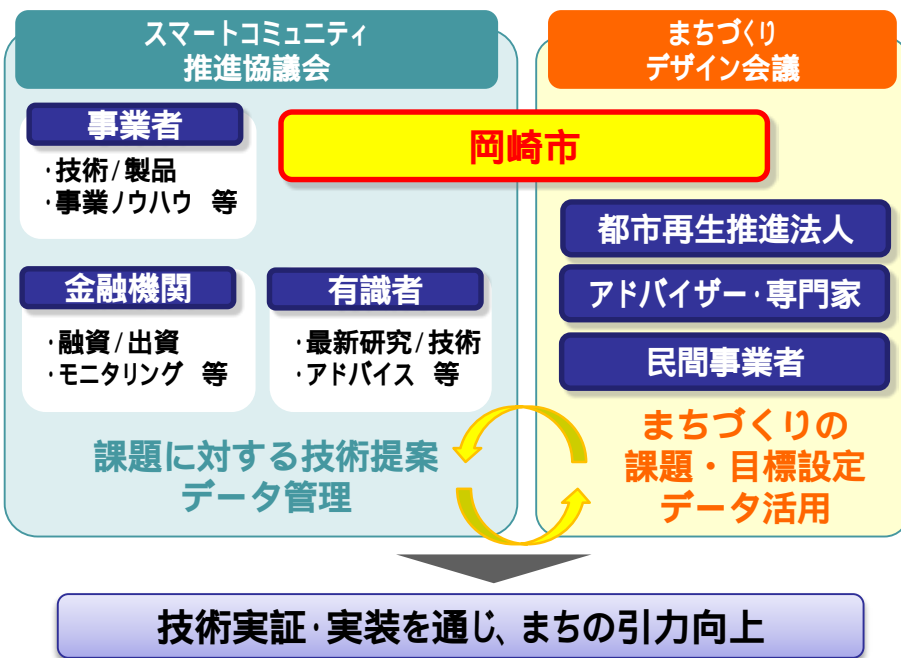 スマートコミュニティ
推進協議会
まちづくり
デザイン会議
岡崎市
事業者
・技術/製品
・事業ノウハウ 等
金融機関
・融資/出資
・モニタリング 等
有識者
・最新研究/技術
・アドバイス 等
都市再生推進法人
アドバイザー・専門家
民間事業者
課題に対する技術提案
データ管理
まちづくりの
課題・目標設定
データ活用
技術実証・実装を通じ、まちの引力向上